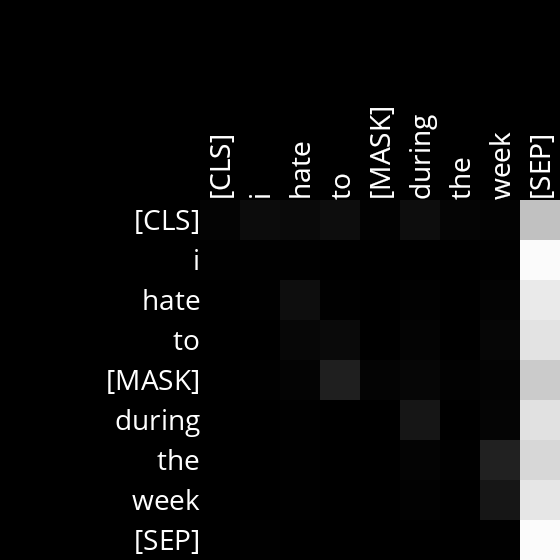 [CLS] i hate to [MASK] during the week [SEP]
[CLS]
i
hate
to
[MASK]
during
the
week
[SEP]